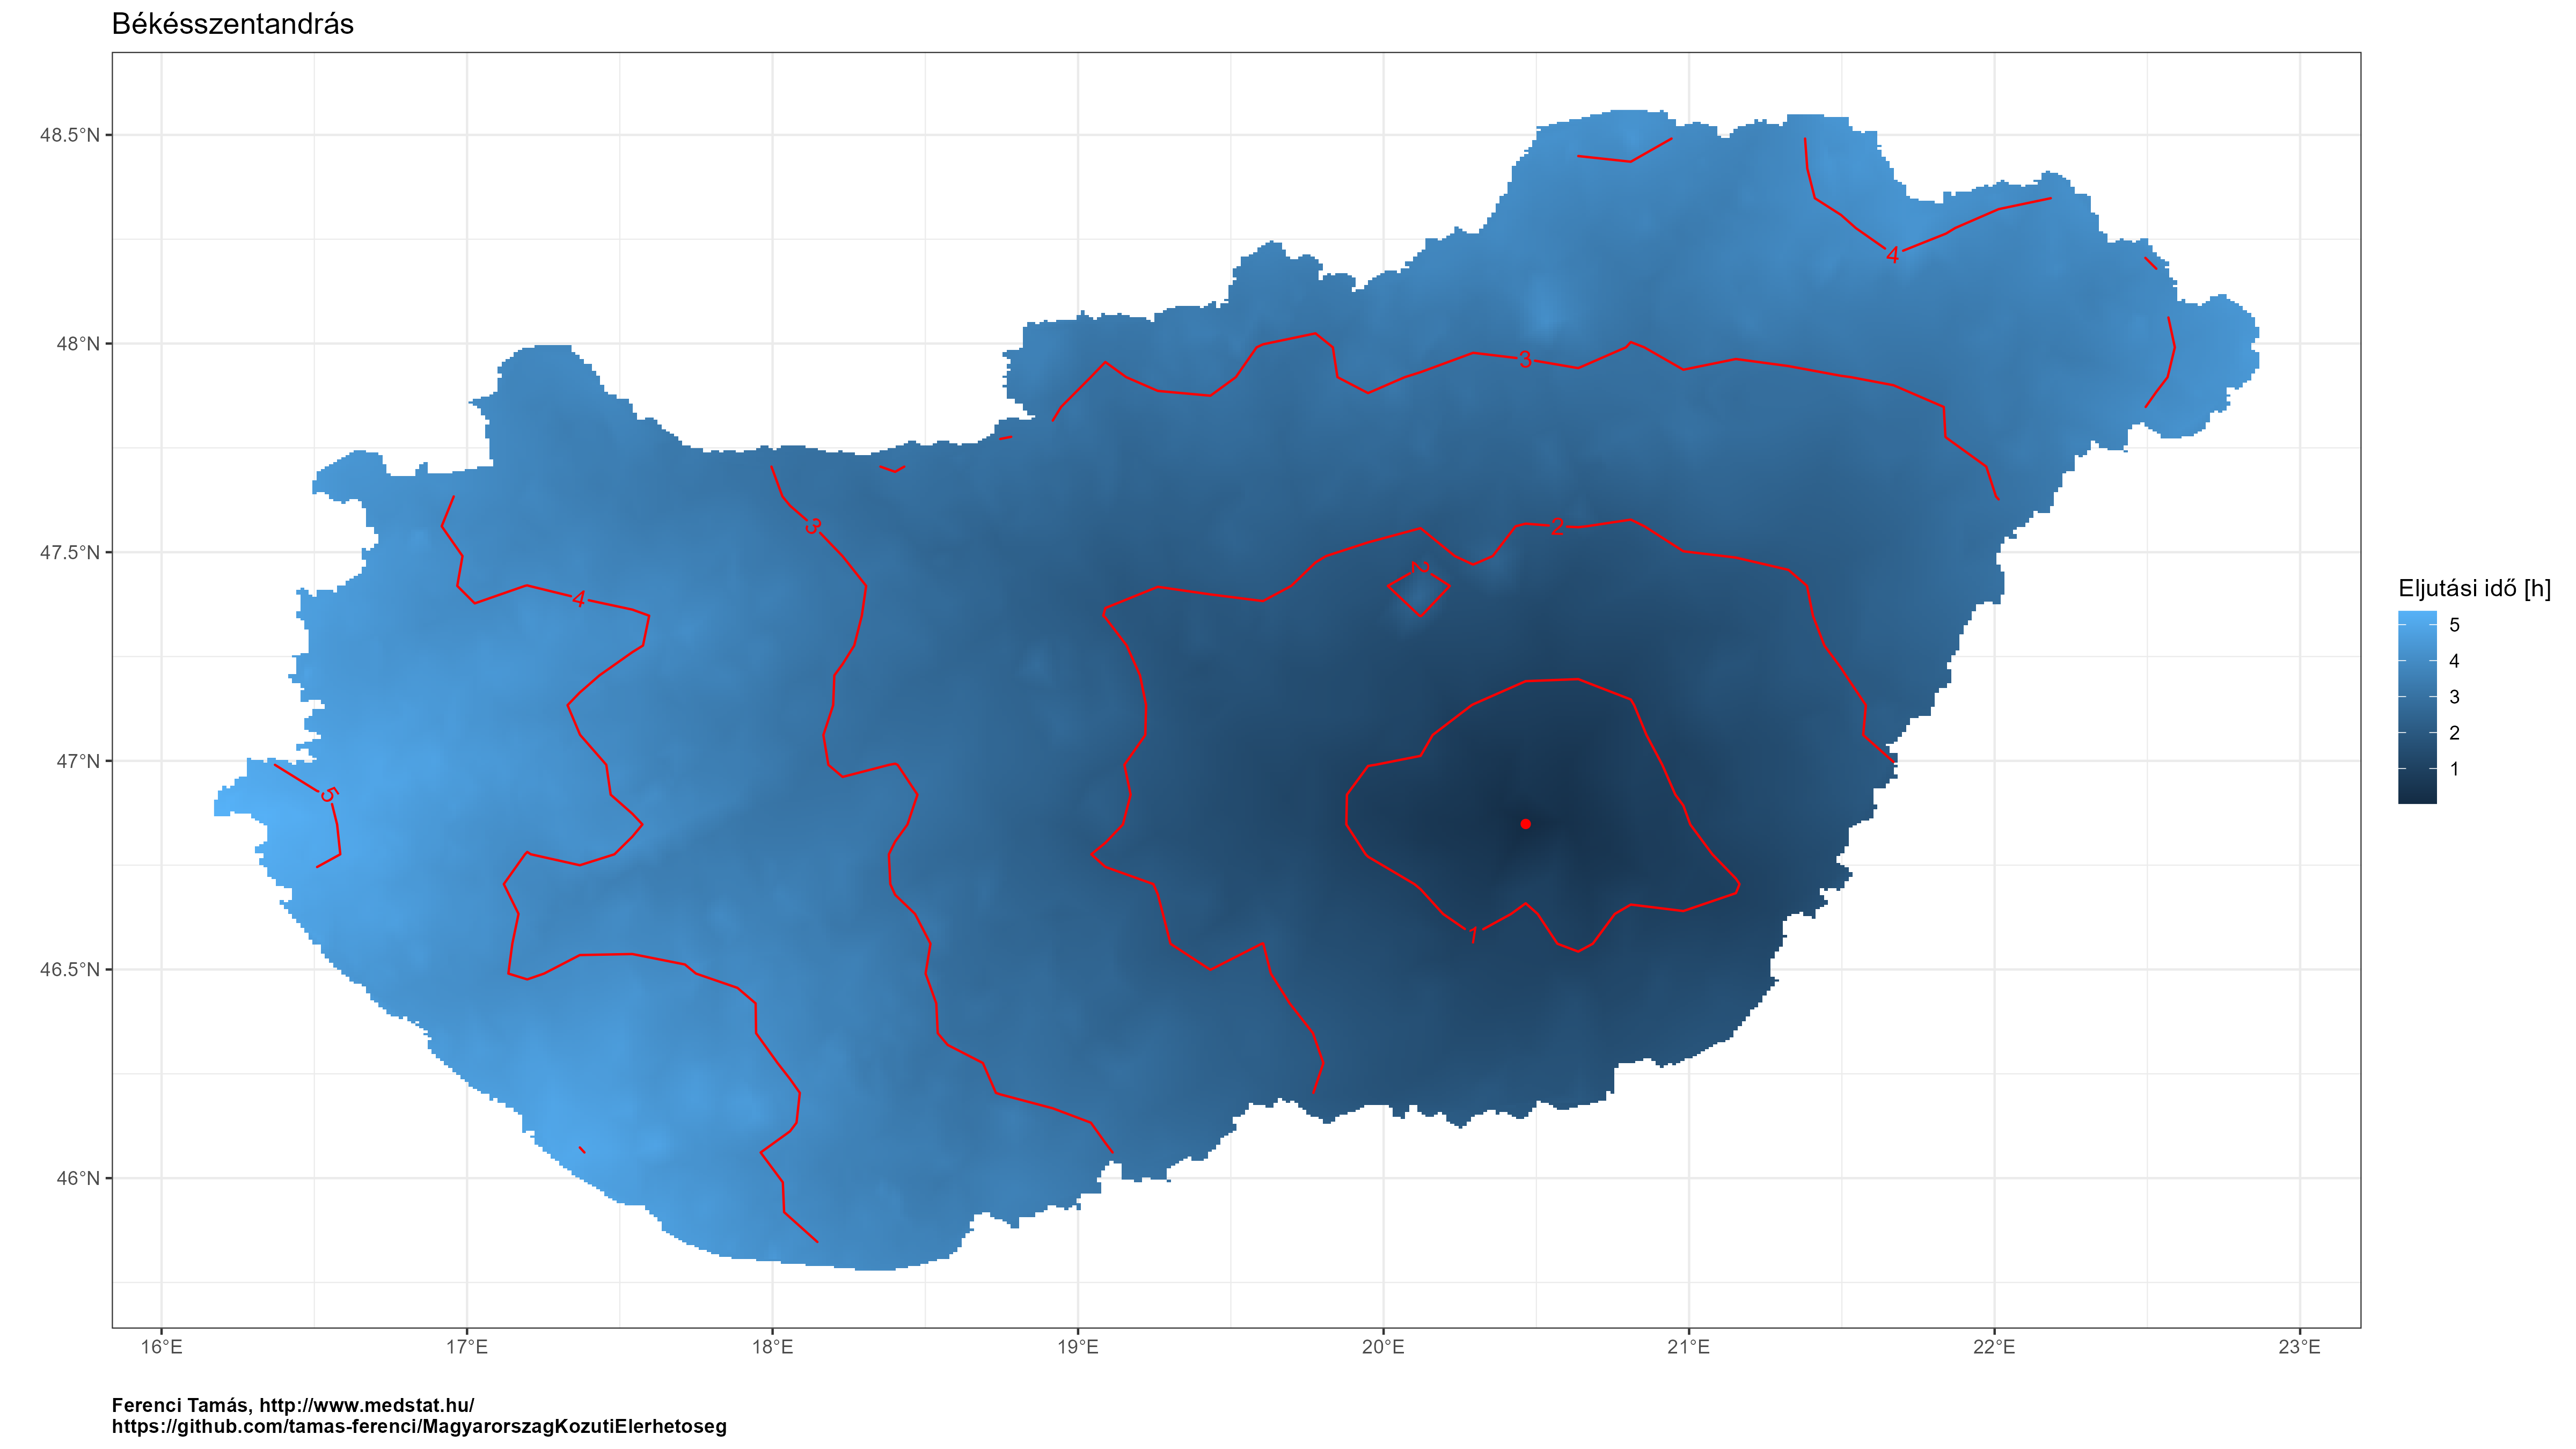 Békésszentandrás
48.5°N
48°N
47.5°N
47°N
46.5°N
46°N
16°E
17°E
18°E
19°E
20°E
21°E
22°E
23°E
4
3
3
2
2
4
5
1
Eljutási idő [h]
5
4
3
2
1
Ferenci Tamás, http://www.medstat.hu/
https://github.com/tamas-ferenci/MagyarorszagKozutiElerhetoseg